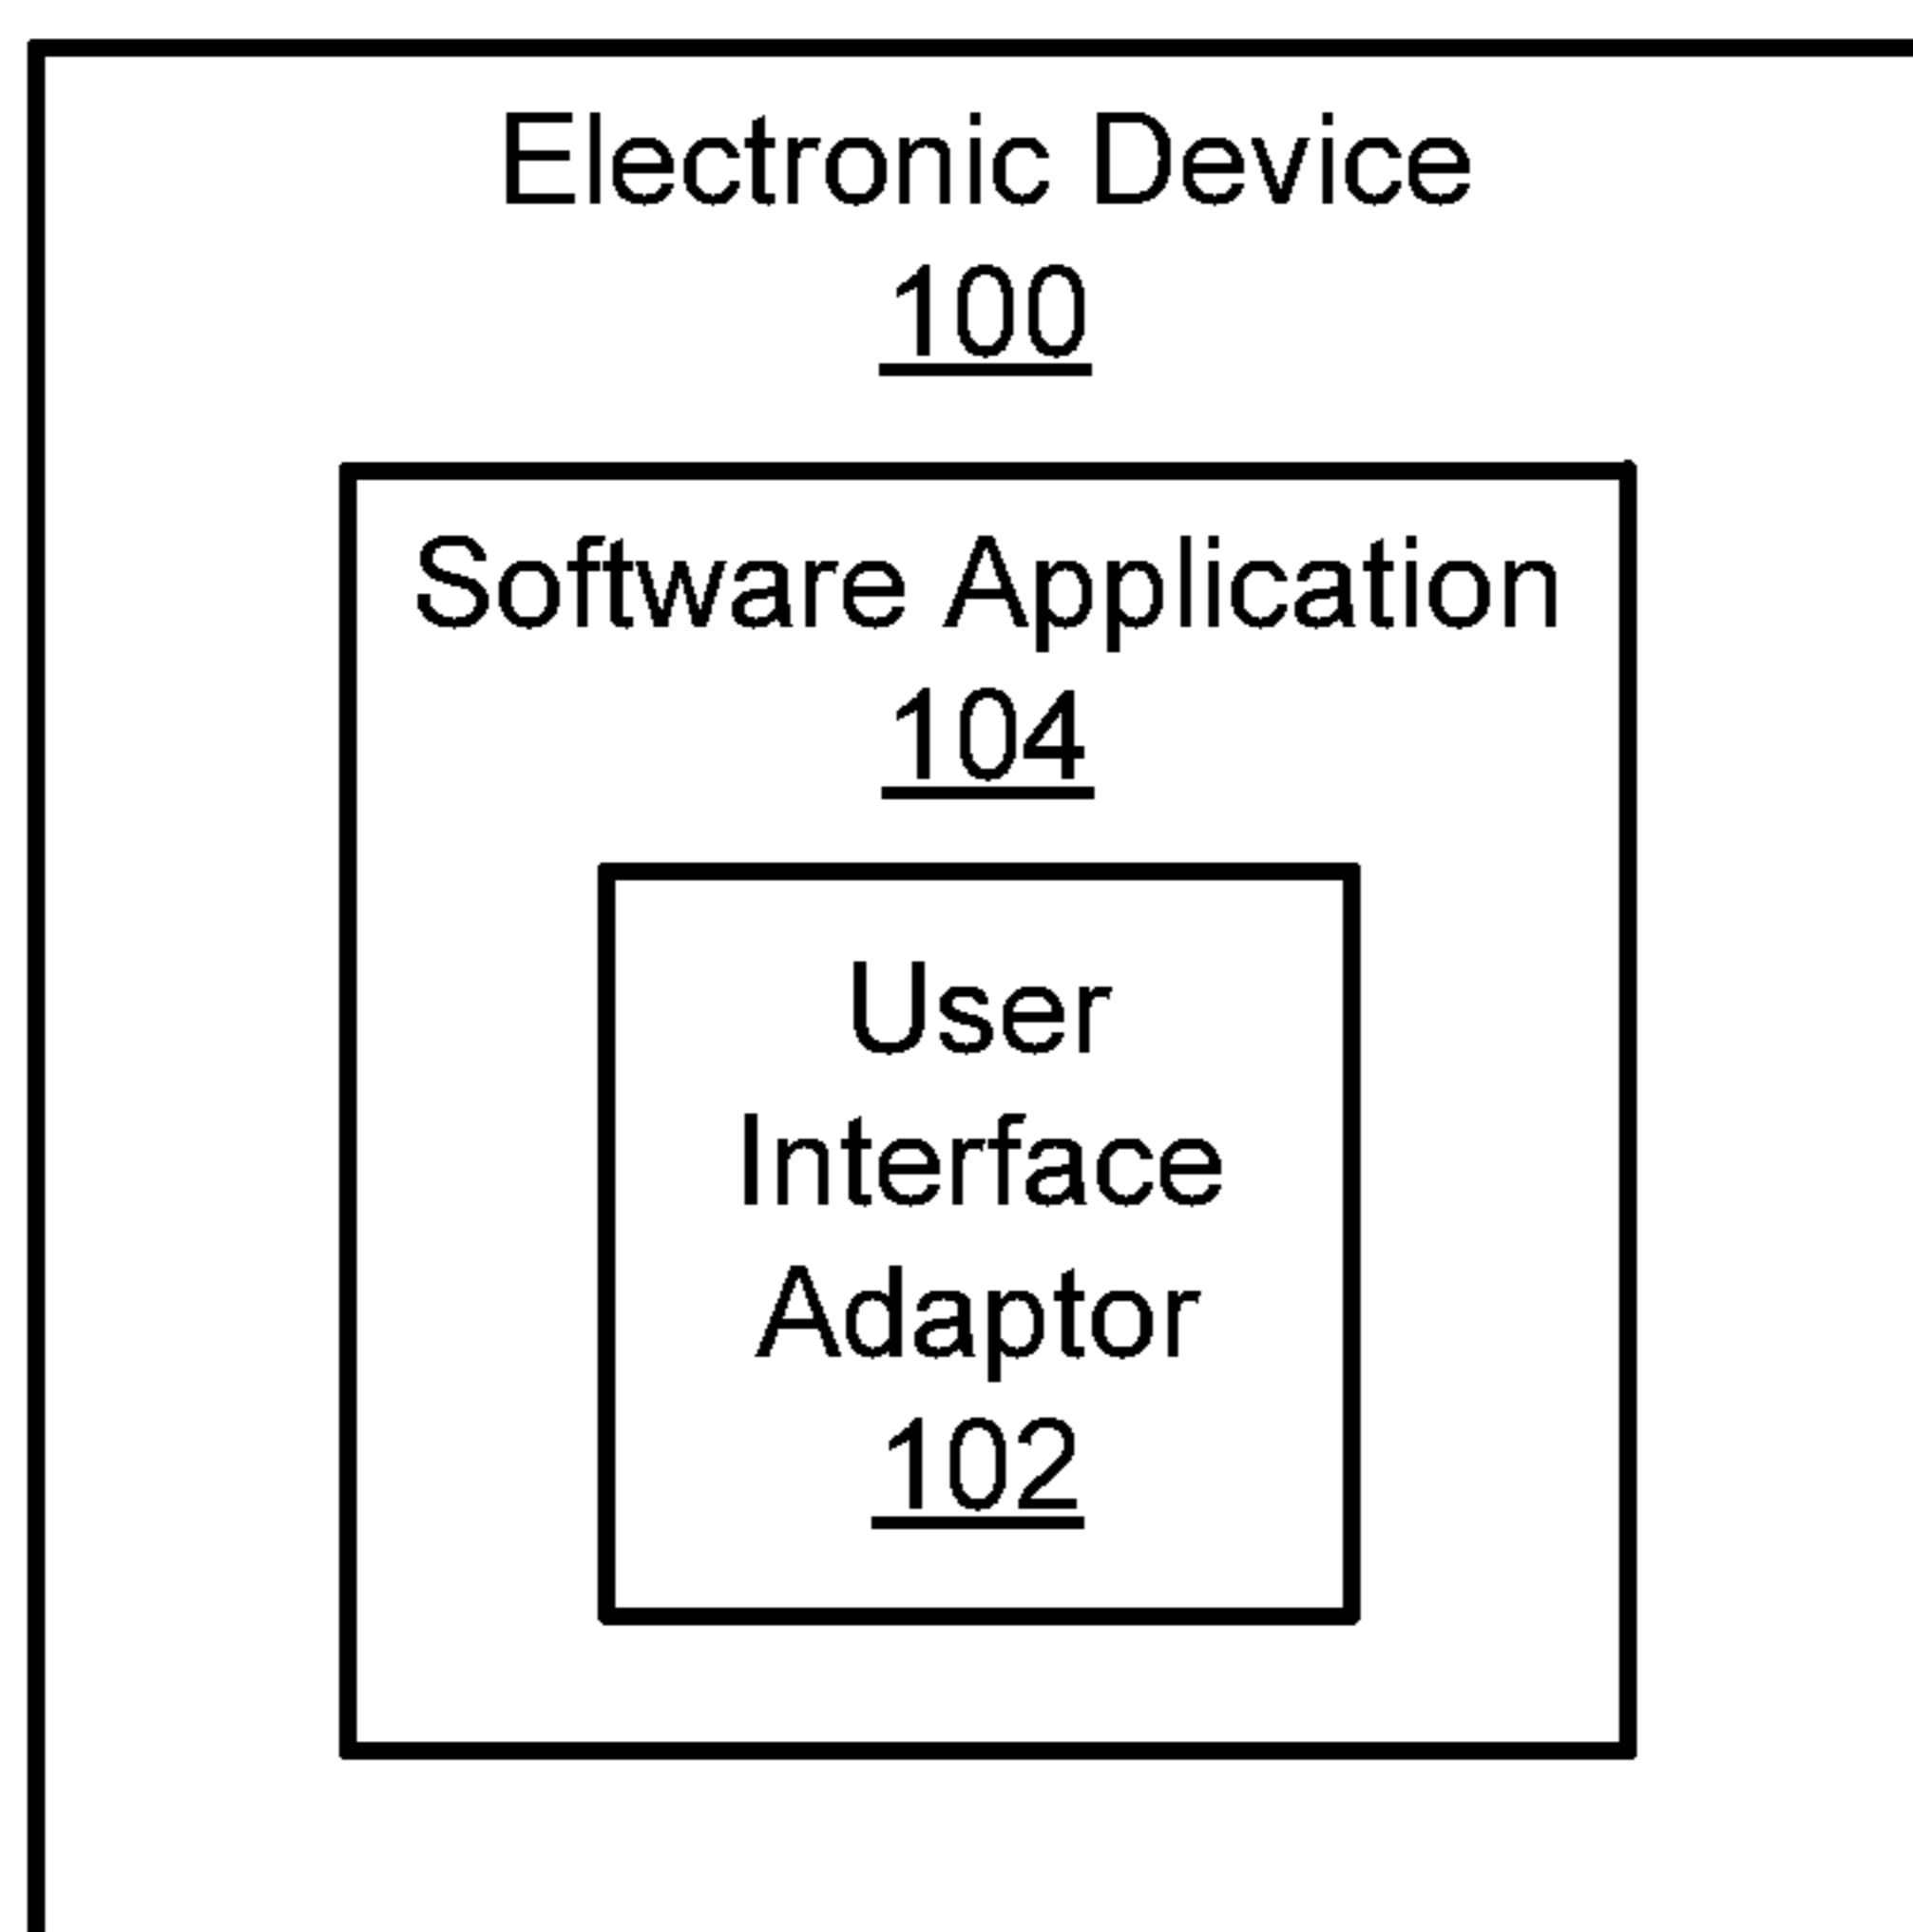 Electronic Device
100
Software Application
104
User
Interface
Adaptor
102